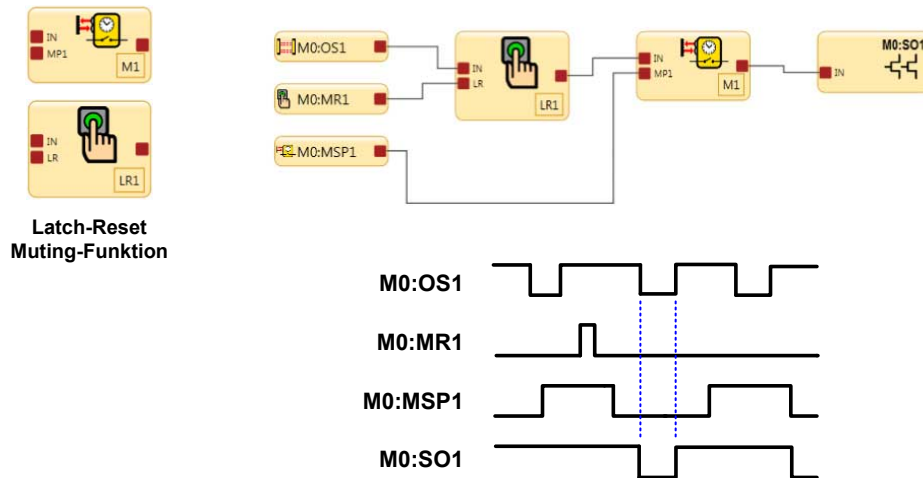 IN
MP1
M1
IN
LR
LR1
Latch-Reset
Muting-Funktion
M0:OS1
M0:MR1
M0:MSP1
IN
LR
LR1
IN
MP1
M1
M0:SO1
IN
M0:OS1
M0:MR1
M0:MSP1
M0:SO1